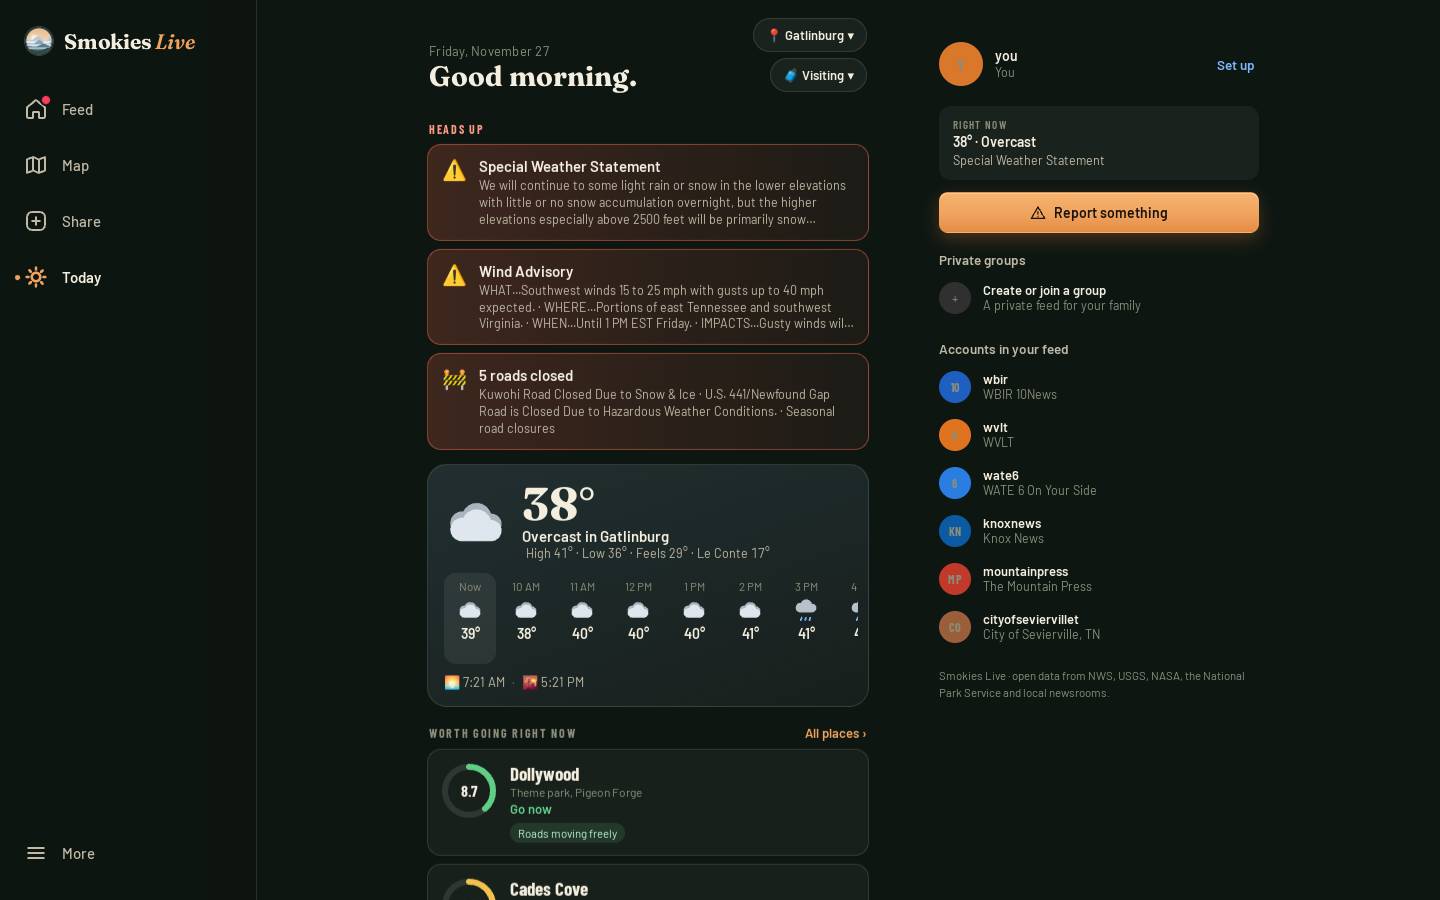 Smokies Live
Feed
Map
Share
Today
More
Friday, November 27
Good morning.
Gatlinburg ▾
Visiting ▾
HEADS UP
Special Weather Statement
We will continue to some light rain or snow in the lower elevations
with little or no snow accumulation overnight, but the higher
elevations especially above 2500 feet will be primarily snow…
Wind Advisory
WHAT...Southwest winds 15 to 25 mph with gusts up to 40 mph
expected. · WHERE...Portions of east Tennessee and southwest
Virginia. · WHEN...Until 1 PM EST Friday. · IMPACTS...Gusty winds wil…
5 roads closed
Kuwohi Road Closed Due to Snow & Ice · U.S. 441/Newfound Gap
Road is Closed Due to Hazardous Weather Conditions. · Seasonal
road closures
38°
Overcast in Gatlinburg
High 41° · Low 36° · Feels 29° · Le Conte 17°
Now 10 AM 11 AM 12 PM 1 PM 2 PM 3 PM 4
39° 38° 40° 40° 40° 41° 41°
7:21 AM · 5:21 PM
WORTH GOING RIGHT NOW
All places ›
8.7
Dollywood
Theme park, Pigeon Forge
Go now
Roads moving freely
Cades Cove
you
You
Set up
RIGHT NOW
38° · Overcast
Special Weather Statement
Report something
Private groups
+
Create or join a group
A private feed for your family
Accounts in your feed
10
wbir
WBIR 10News
wvlt
WVLT
6
wate6
WATE 6 On Your Side
KN
knoxnews
Knox News
MP
mountainpress
The Mountain Press
CO
cityofseviervillet
City of Sevierville, TN
Smokies Live · open data from NWS, USGS, NASA, the National
Park Service and local newsrooms.